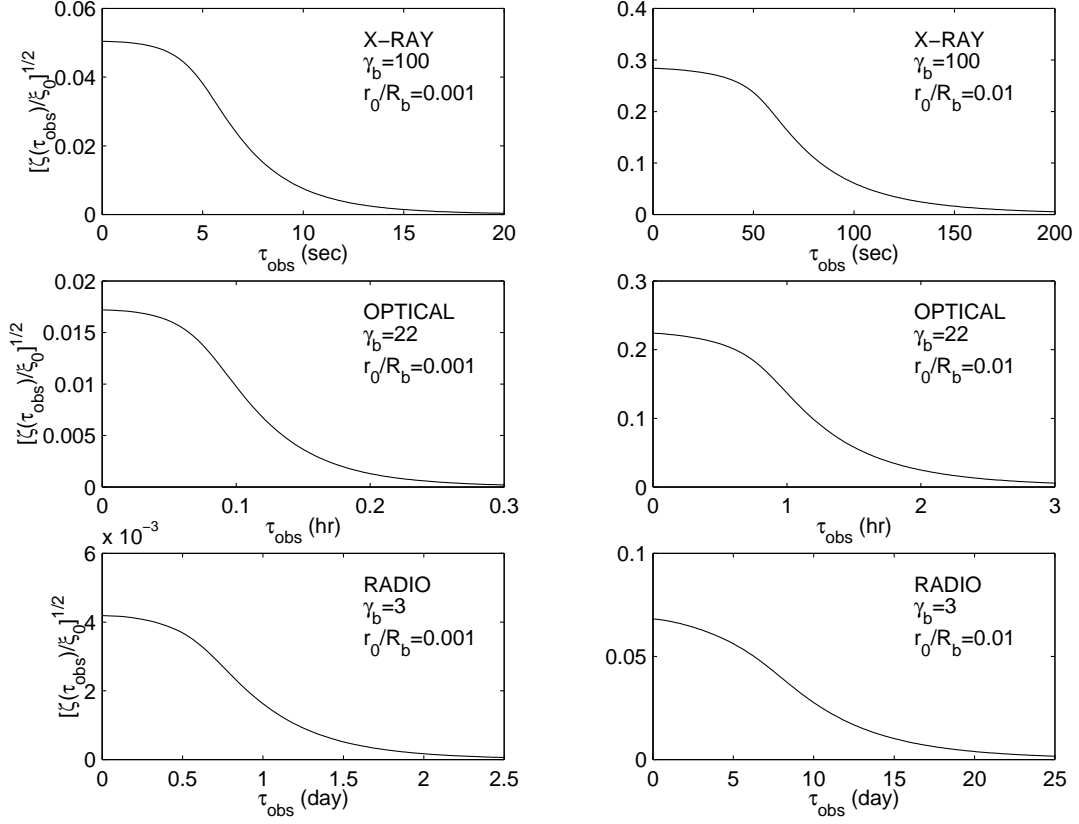 0.06
0.04
0.02
0
[ζ(τobs)/ξ0]^1/2
X−RAY
γb=100
r0/Rb=0.001
0 5 10 15 20
τobs (sec)
0.4
0.3
0.2
0.1
0
X−RAY
γb=100
r0/Rb=0.01
0 50 100 150 200
τobs (sec)
0.02
0.015
0.01
0.005
0
[ζ(τobs)/ξ0]^1/2
OPTICAL
γb=22
r0/Rb=0.001
0 0.1 0.2 0.3
τobs (hr)
0.3
0.2
0.1
0
OPTICAL
γb=22
r0/Rb=0.01
0 1 2 3
τobs (hr)
x 10^−3
6
4
2
0
[ζ(τobs)/ξ0]^1/2
RADIO
γb=3
r0/Rb=0.001
0 0.5 1 1.5 2 2.5
τobs (day)
0.1
0.05
0
RADIO
γb=3
r0/Rb=0.01
0 5 10 15 20 25
τobs (day)